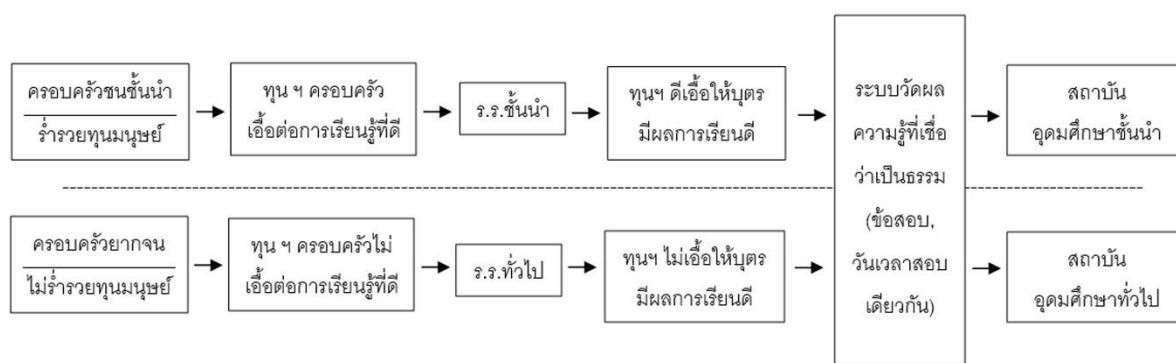 ครอบครัวชนชั้นนำ
ร่ำรวยทุนมนุษย์
ทุน ฯ ครอบครัว
เอื้อต่อการเรียนรู้ที่ดี
ร.ร.ชั้นนำ
ทุนฯ ดีเอื้อให้บุตร
มีผลการเรียนดี
ระบบวัดผล
ความรู้ที่เชื่อ
ว่าเป็นธรรม
(ข้อสอบ,
วันเวลาสอบ
เดียวกัน)
สถาบัน
อุดมศึกษาชั้นนำ
ครอบครัวยากจน
ไม่ร่ำรวยทุนมนุษย์
ทุน ฯ ครอบครัวไม่
เอื้อต่อการเรียนรู้ที่ดี
ร.ร.ทั่วไป
ทุนฯ ไม่เอื้อให้บุตร
มีผลการเรียนดี
สถาบัน
อุดมศึกษาทั่วไป